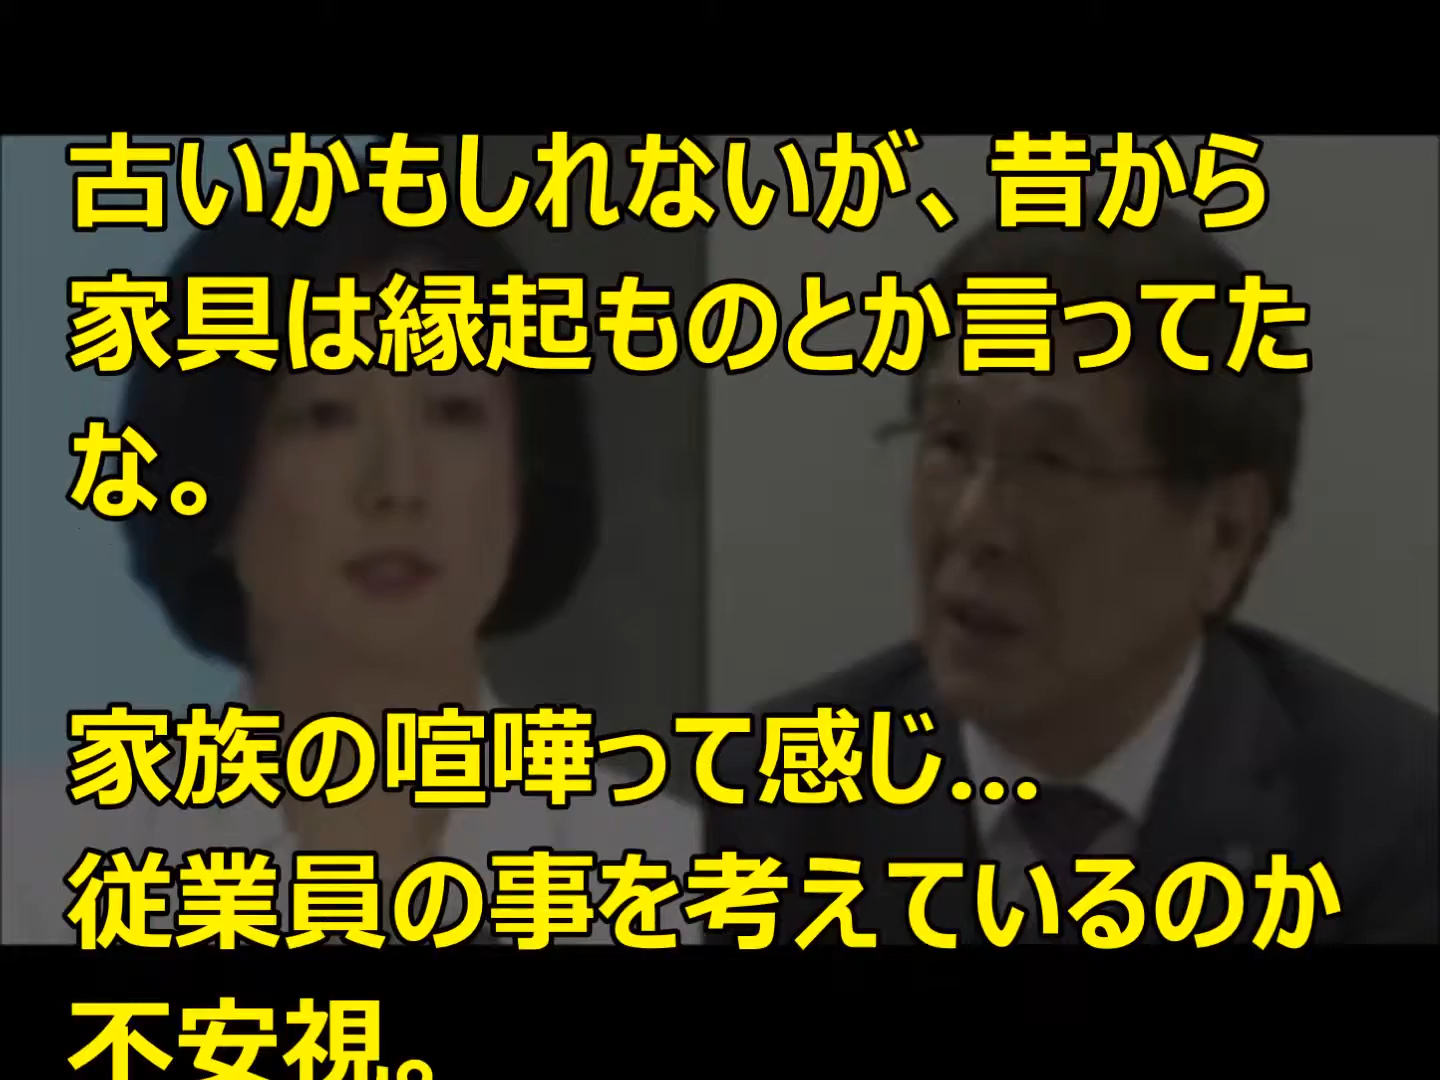 古いかもしれないが、昔から
家具は縁起ものとか言ってた
な。
家族の喧嘩って感じ…
従業員の事を考えているのか
不安視。